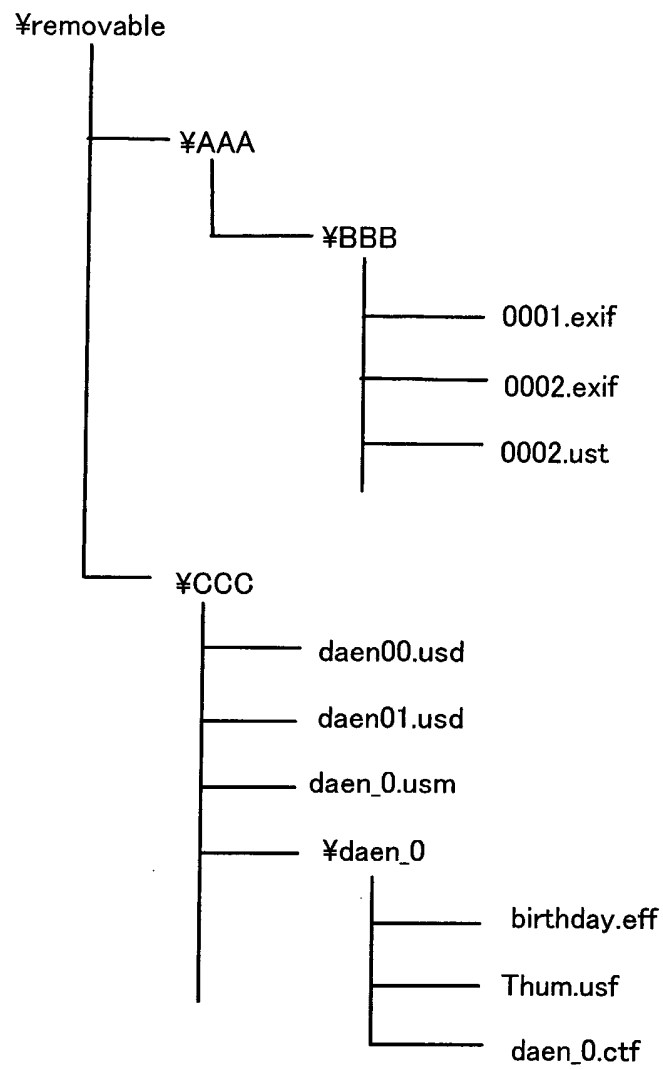 ¥removable
¥AAA
¥BBB
0001.exif
0002.exif
0002.ust
¥CCC
daen00.usd
daen01.usd
daen_0.usm
¥daen_0
birthday.eff
Thum.usf
daen_0.ctf